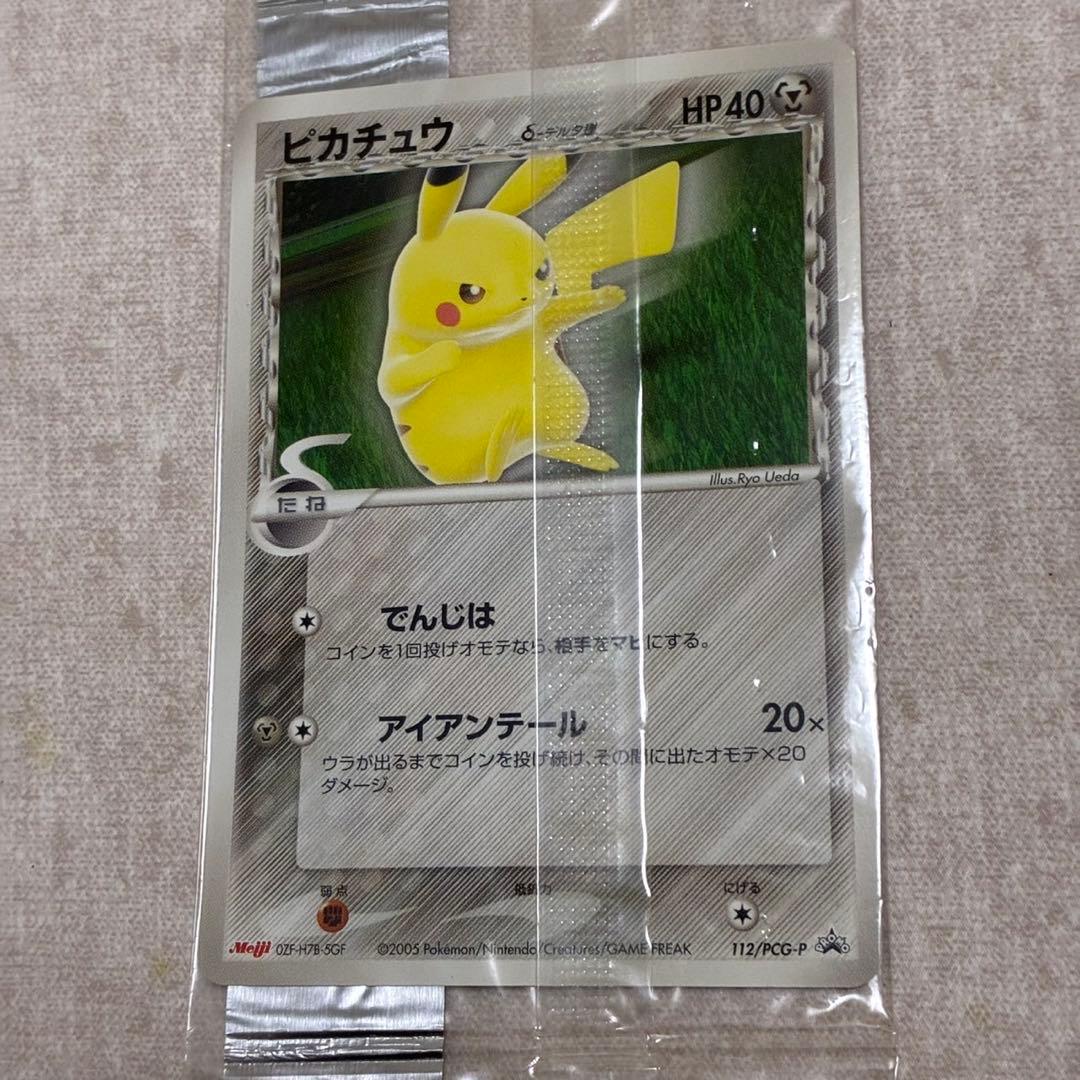 ピカチュウ
δ-デルタ種
HP40
Illus.Ryo Ueda
たね
でんじは
コインを1回投げオモテなら、相手をマヒにする。
アイアンテール 20×
ウラが出るまでコインを投げ続け、その間に出たオモテ×20
ダメージ。
弱点 抵抗力 にげる
Meiji 0ZF-H7B-5GF ©2005 Pokémon/Nintendo/Creatures/GAME FREAK 112/PCG-P